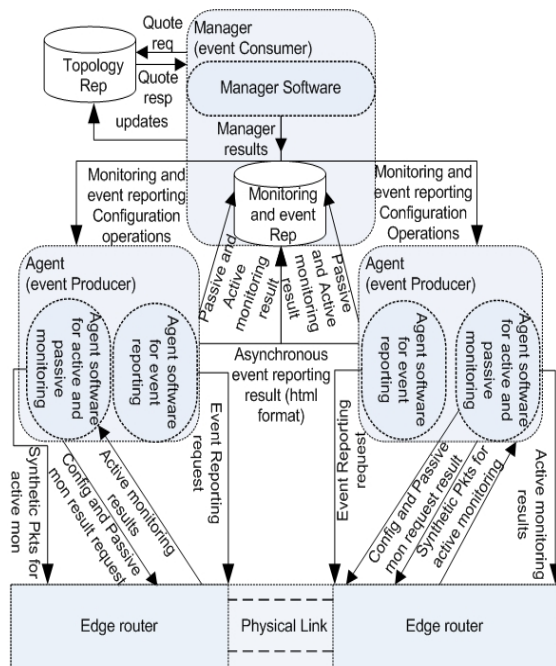 Quote
req
Manager
(event Consumer)
Topology
Rep
Quote
resp
Manager Software
updates
Manager
results
Monitoring and
event reporting
Configuration
operations
Monitoring
and event
Rep
Monitoring and
event reporting
Configuration
Operations
Agent
(event Producer)
Passive and
Active
monitoring
result
Passive
and Active
monitoring
result
Agent
(event Producer)
Agent software
for active and
passive
monitoring
Agent software
for event
reporting
Asynchronous
event reporting
result (html
format)
Agent software
for event
reporting
Agent software
for active and
passive
monitoring
Synthetic Pkts for
active mon
Config and Passive
mon result request
Active monitoring
results
Event Reporting
request
Event Reporting
request
Config and Passive
mon request result
Synthetic Pkts for
active monitoring
Active monitoring
results
Edge router
Physical Link
Edge router